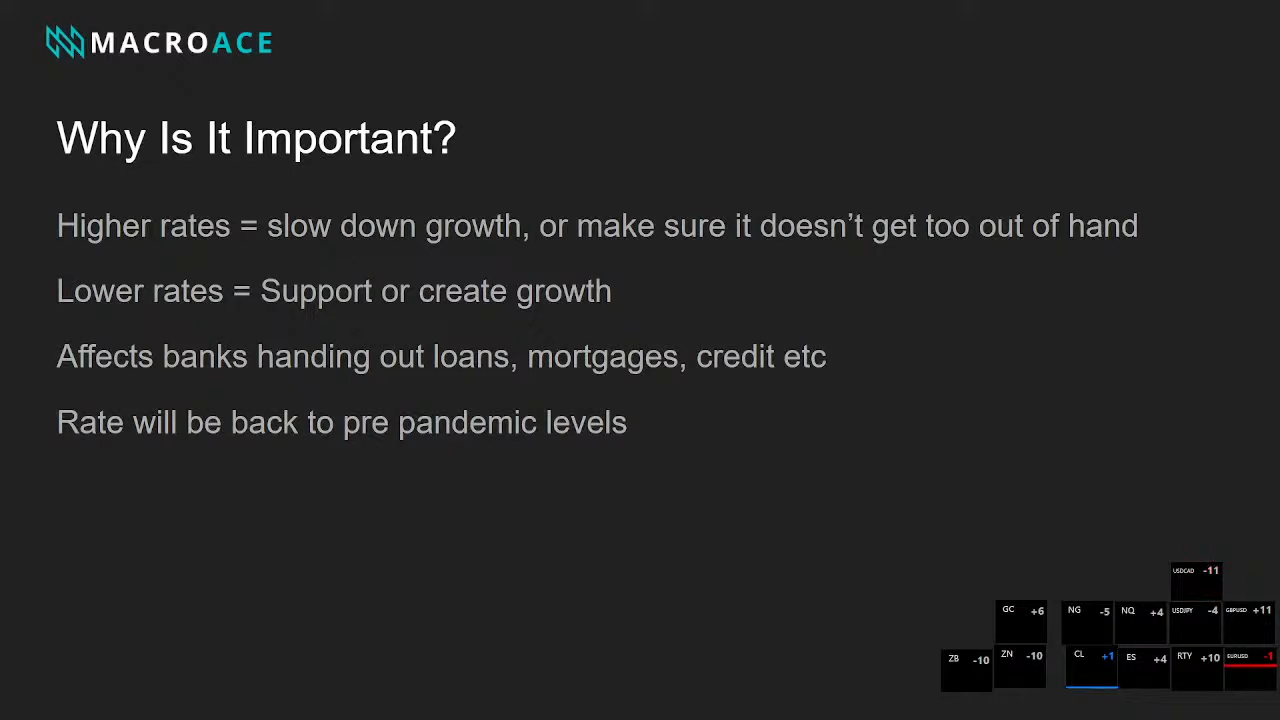 MACROACE
Why Is It Important?
Higher rates = slow down growth, or make sure it doesn’t get too out of hand
Lower rates = Support or create growth
Affects banks handing out loans, mortgages, credit etc
Rate will be back to pre pandemic levels
USDCAD -11
GC +6
NG -5
NQ +4
USDJPY -4
GBPUSD +11
ZB -10
ZN -10
CL +1
ES +4
RTY +10
EURUSD -1